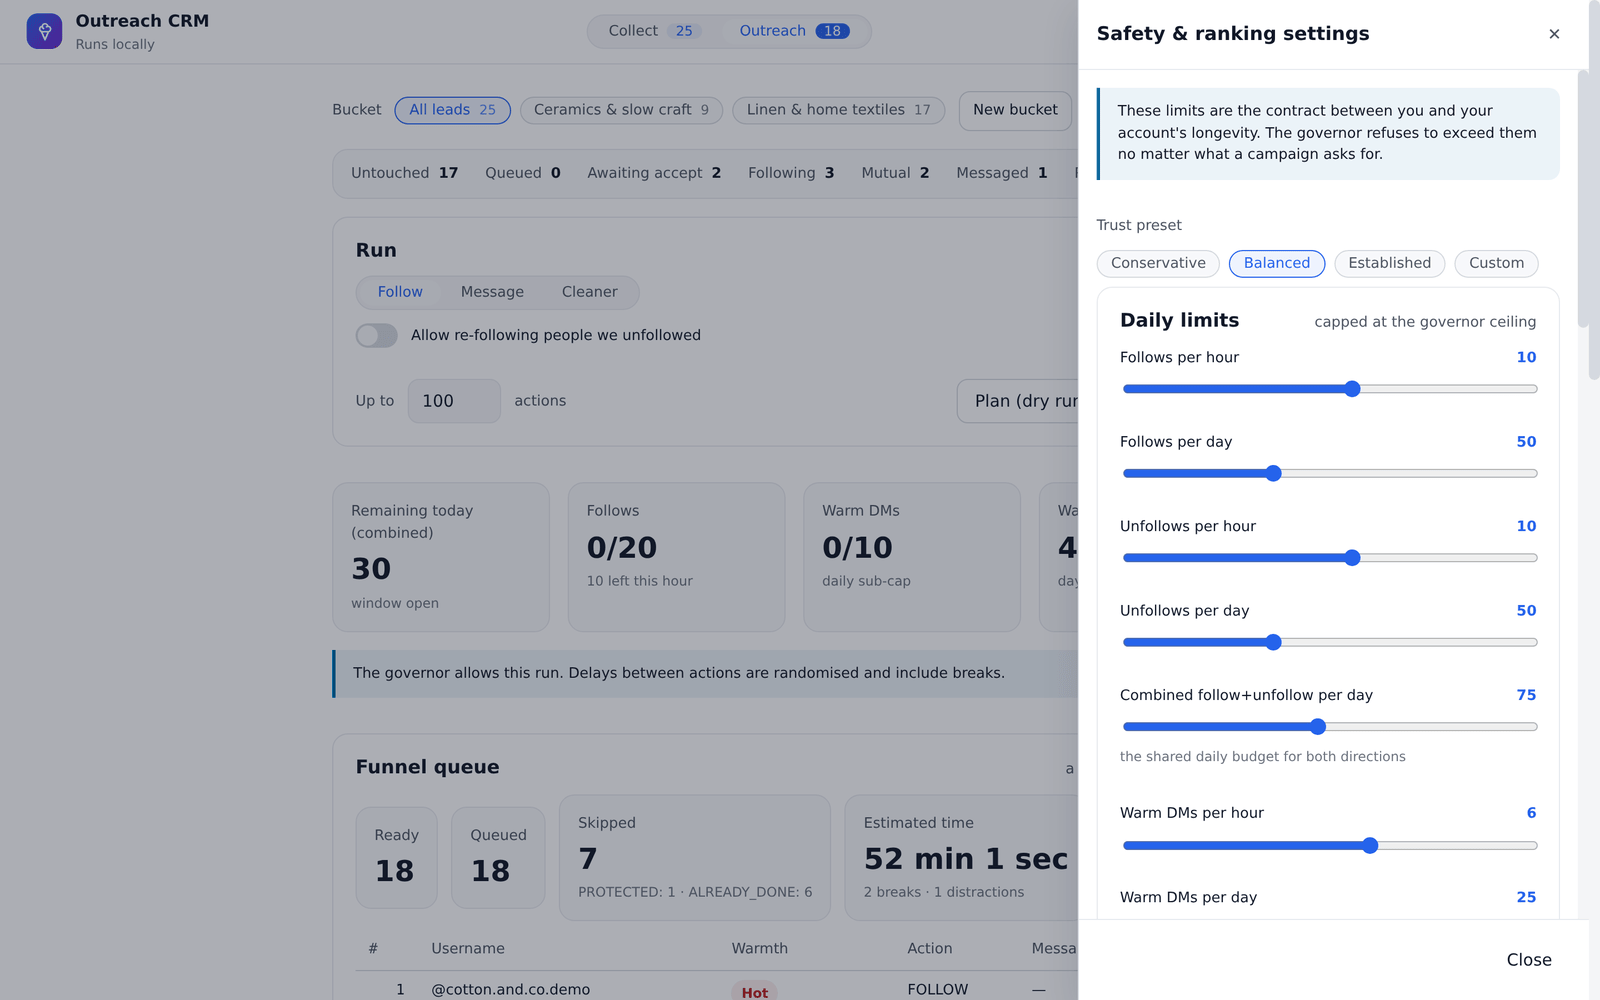 Outreach CRM
Runs locally
Collect 25
Outreach 18
Bucket
All leads 25
Ceramics & slow craft 9
Linen & home textiles 17
New bucket
Untouched 17
Queued 0
Awaiting accept 2
Following 3
Mutual 2
Messaged 1
Run
Follow
Message
Cleaner
Allow re-following people we unfollowed
Up to
100
actions
Plan (dry run
Remaining today
(combined)
30
window open
Follows
0/20
10 left this hour
Warm DMs
0/10
daily sub-cap
The governor allows this run. Delays between actions are randomised and include breaks.
Funnel queue
Ready
18
Queued
18
Skipped
7
PROTECTED: 1 · ALREADY_DONE: 6
Estimated time
52 min 1 sec
2 breaks · 1 distractions
# Username Warmth Action Messa
1 @cotton.and.co.demo Hot FOLLOW —
Safety & ranking settings
×
These limits are the contract between you and your
account's longevity. The governor refuses to exceed them
no matter what a campaign asks for.
Trust preset
Conservative
Balanced
Established
Custom
Daily limits
capped at the governor ceiling
Follows per hour 10
Follows per day 50
Unfollows per hour 10
Unfollows per day 50
Combined follow+unfollow per day 75
the shared daily budget for both directions
Warm DMs per hour 6
Warm DMs per day 25
Close